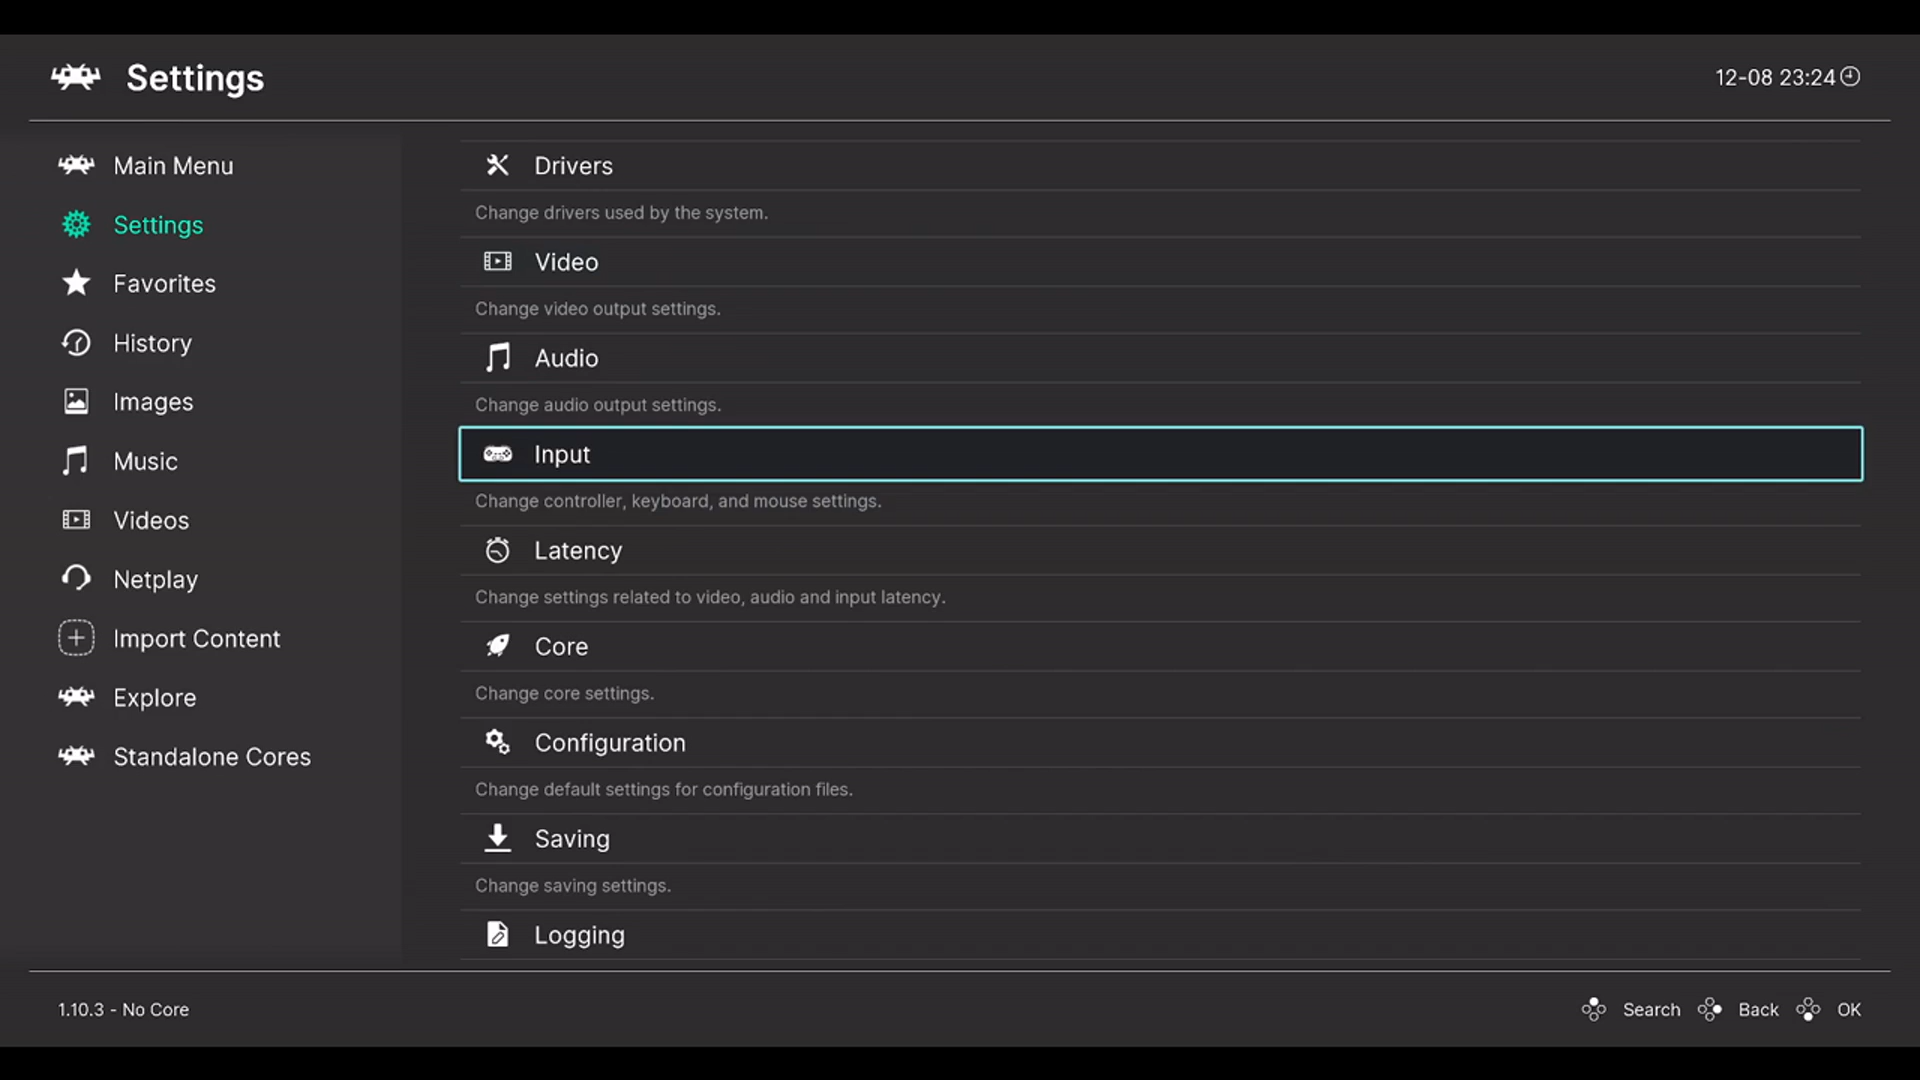 Settings
12-08 23:24
Main Menu
Settings
Favorites
History
Images
Music
Videos
Netplay
Import Content
Explore
Standalone Cores
Drivers
Change drivers used by the system.
Video
Change video output settings.
Audio
Change audio output settings.
Input
Change controller, keyboard, and mouse settings.
Latency
Change settings related to video, audio and input latency.
Core
Change core settings.
Configuration
Change default settings for configuration files.
Saving
Change saving settings.
Logging
1.10.3 - No Core
Search Back OK